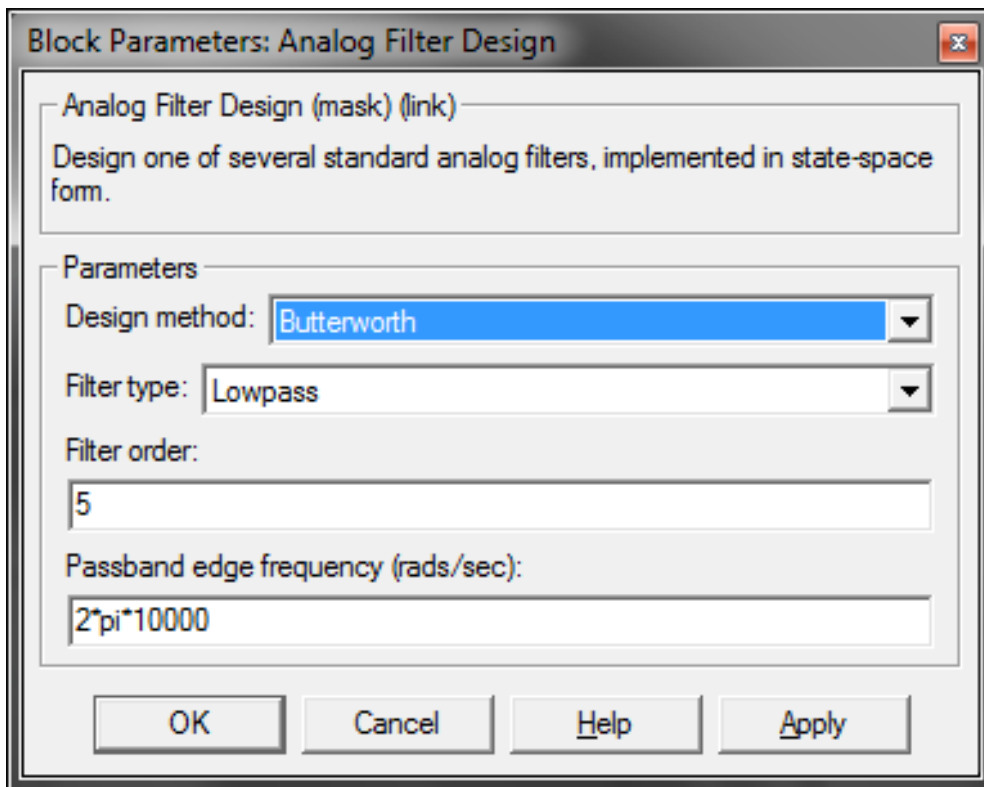 Block Parameters: Analog Filter Design
Analog Filter Design (mask) (link)
Design one of several standard analog filters, implemented in state-space
form.
Parameters
Design method: Butterworth
Filter type: Lowpass
Filter order:
5
Passband edge frequency (rads/sec):
2*pi*10000
OK Cancel Help Apply